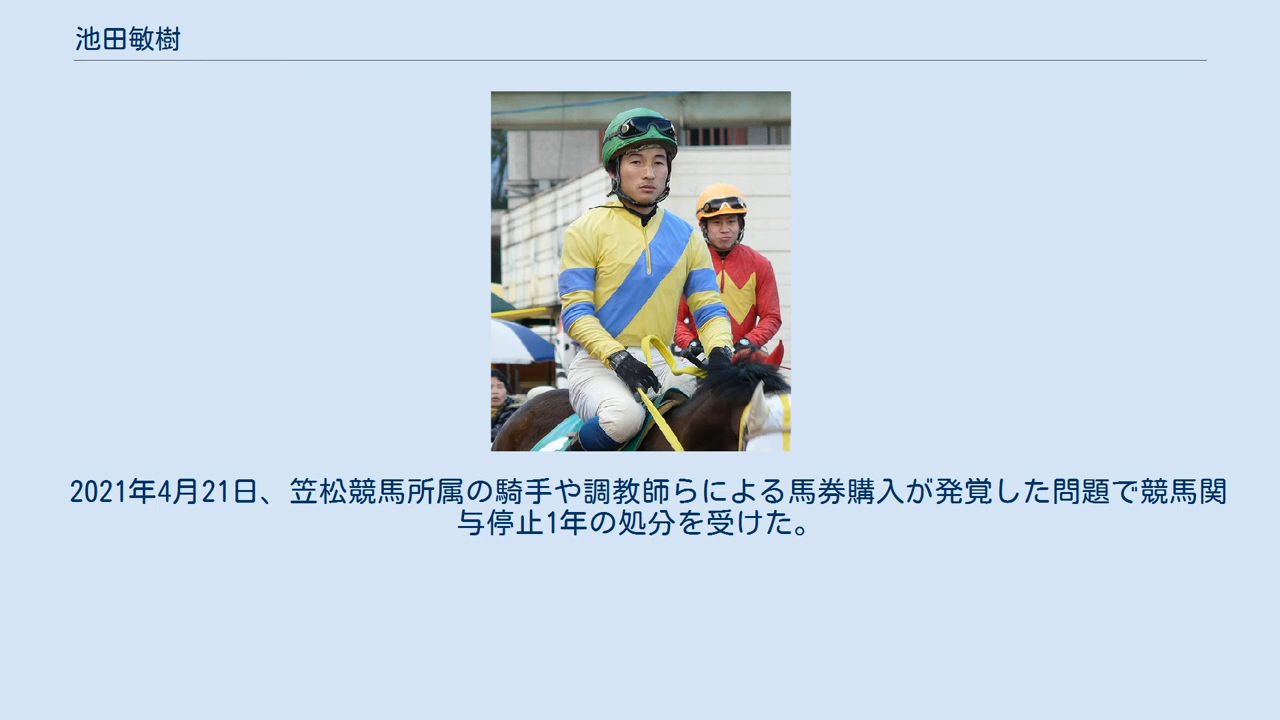 池田敏樹
2021年4月21日、笠松競馬所属の騎手や調教師らによる馬券購入が発覚した問題で競馬関
与停止1年の処分を受けた。